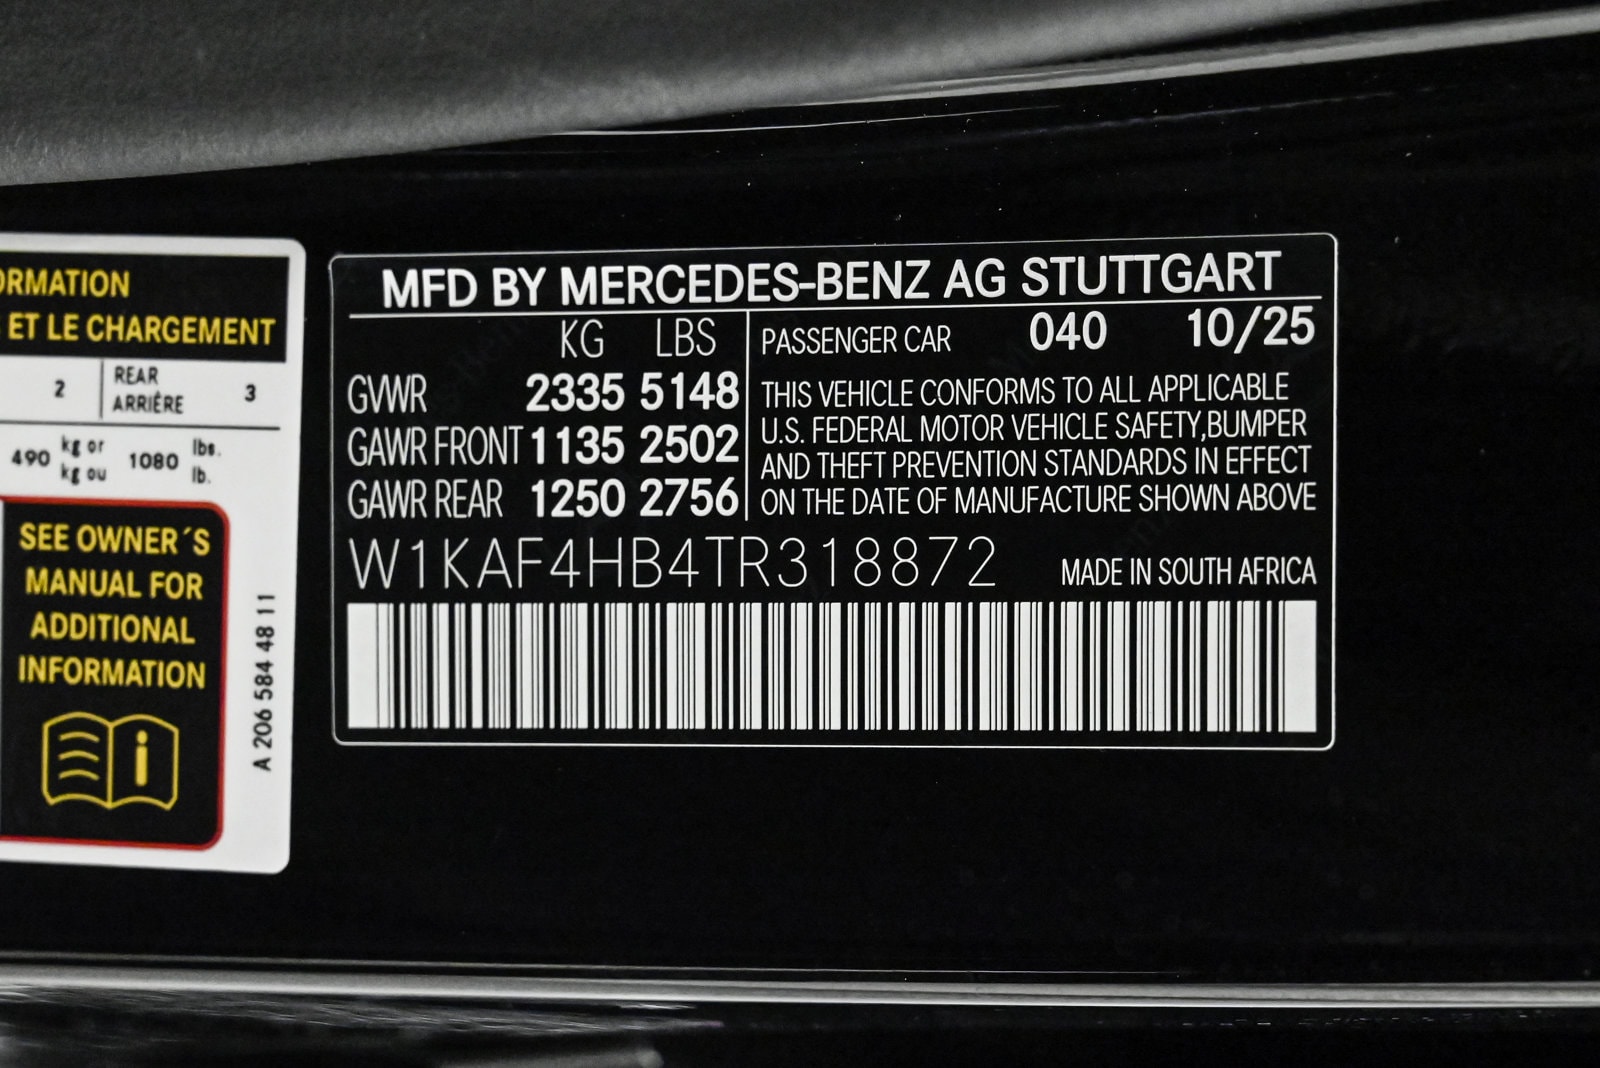 ORMATION
ET LE CHARGEMENT
2 REAR ARRIÈRE 3
490 kg or kg ou 1080 lbs. lb.
SEE OWNER´S
MANUAL FOR
ADDITIONAL
INFORMATION
i
A 206 584 48 11
MFD BY MERCEDES-BENZ AG STUTTGART
KG LBS
GVWR 2335 5148
GAWR FRONT 1135 2502
GAWR REAR 1250 2756
PASSENGER CAR 040 10/25
THIS VEHICLE CONFORMS TO ALL APPLICABLE
U.S. FEDERAL MOTOR VEHICLE SAFETY,BUMPER
AND THEFT PREVENTION STANDARDS IN EFFECT
ON THE DATE OF MANUFACTURE SHOWN ABOVE
W1KAF4HB4TR318872
MADE IN SOUTH AFRICA